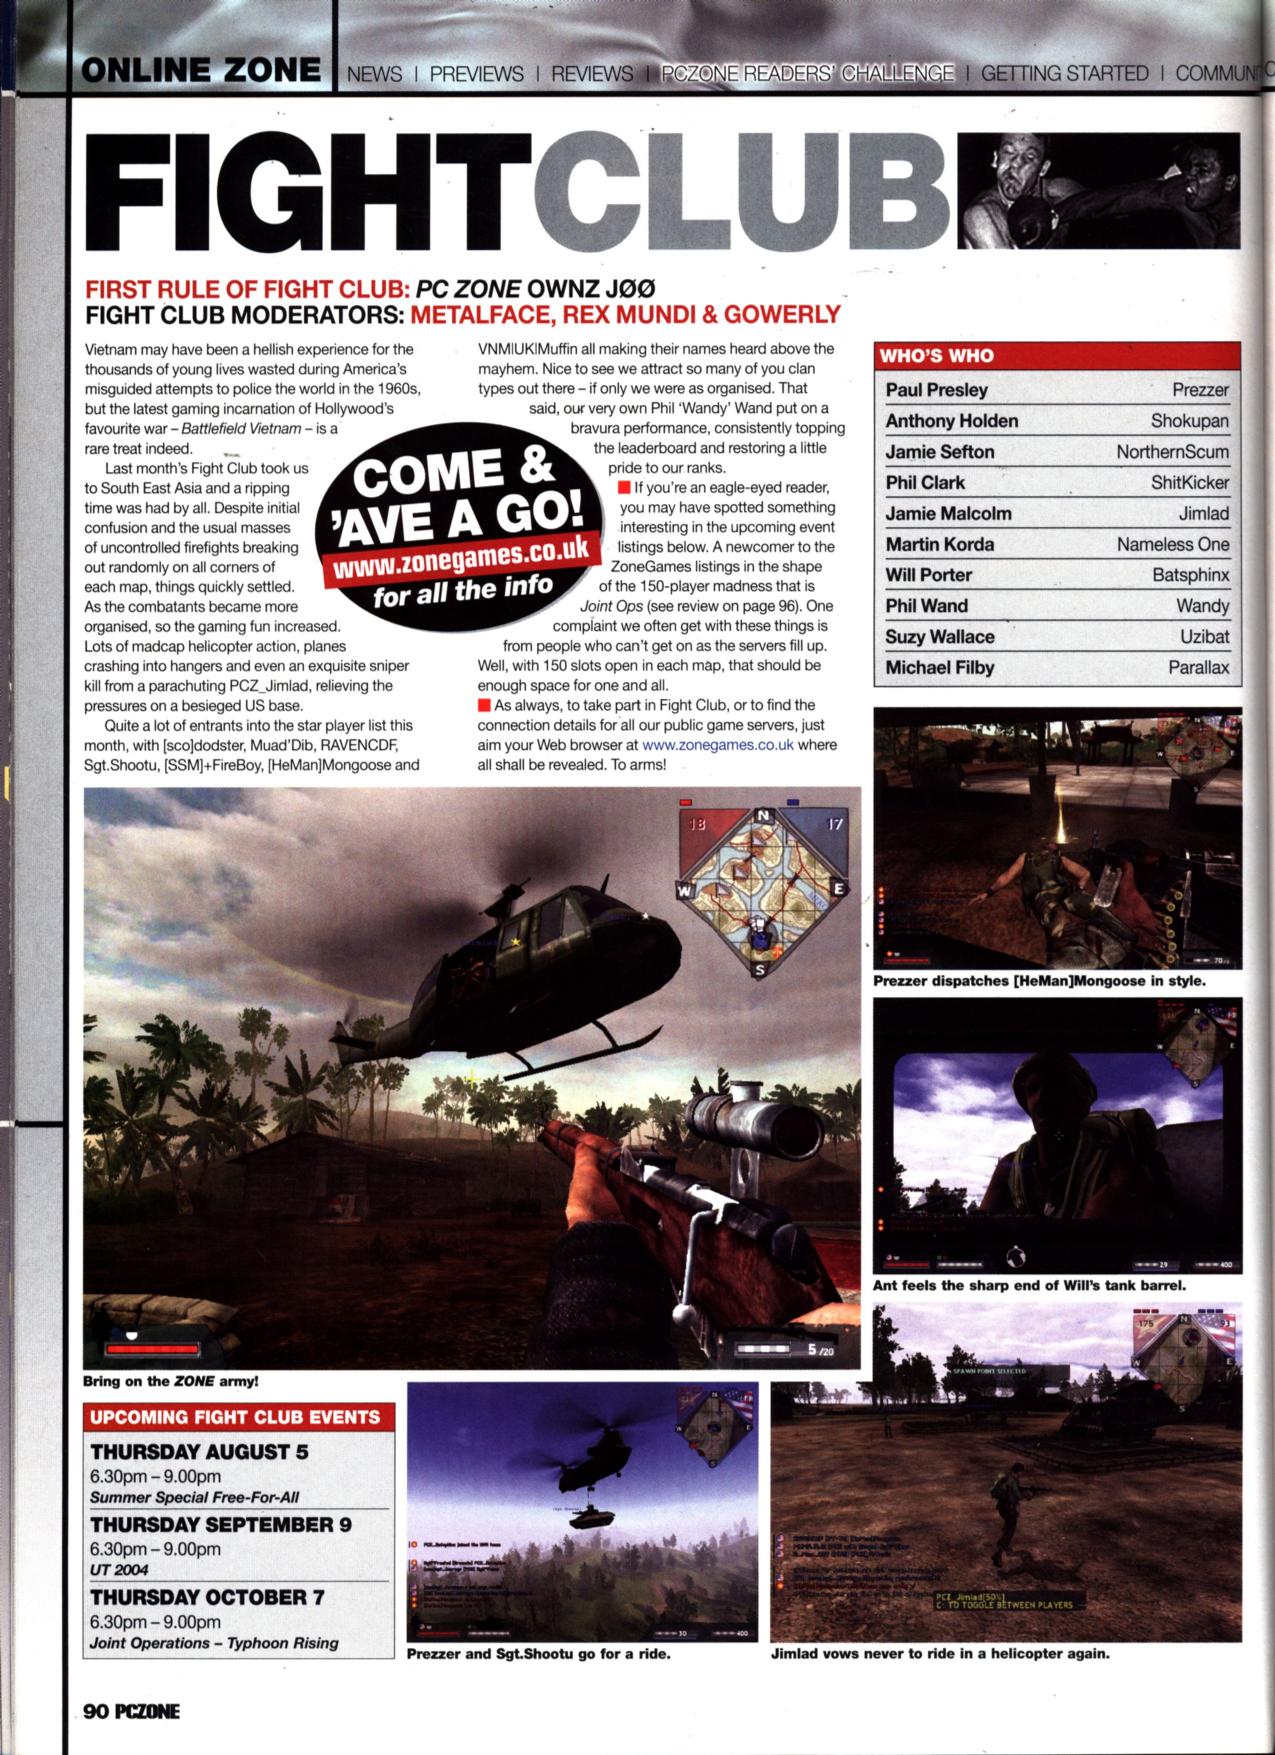 ONLINE ZONE
NEWS | PREVIEWS | REVIEWS | PCZONE READERS' CHALLENGE | GETTING STARTED |
FIGHTCLUB
FIRST RULE OF FIGHT CLUB: PC ZONE OWNZ JØØ
FIGHT CLUB MODERATORS: METALFACE, REX MUNDI & GOWERLY
Vietnam may have been a hellish experience for the
thousands of young lives wasted during America's
misguided attempts to police the world in the 1960s,
but the latest gaming incarnation of Hollywood's
favourite war – Battlefield Vietnam – is a
rare treat indeed.
Last month's Fight Club took us
to South East Asia and a ripping
time was had by all. Despite initial
confusion and the usual masses
of uncontrolled firefights breaking
out randomly on all corners of
each map, things quickly settled.
As the combatants became more
organised, so the gaming fun increased.
Lots of madcap helicopter action, planes
crashing into hangers and even an exquisite sniper
kill from a parachuting PCZ_Jimlad, relieving the
pressures on a besieged US base.
Quite a lot of entrants into the star player list this
month, with [sco]dodster, Muad'Dib, RAVENCDF,
Sgt.Shootu, [SSM]+FireBoy, [HeMan]Mongoose and
VNM|UK|Muffin all making their names heard above the
mayhem. Nice to see we attract so many of you clan
types out there – if only we were as organised. That
said, our very own Phil 'Wandy' Wand put on a
bravura performance, consistently topping
the leaderboard and restoring a little
pride to our ranks.
■ If you're an eagle-eyed reader,
you may have spotted something
interesting in the upcoming event
listings below. A newcomer to the
ZoneGames listings in the shape
of the 150-player madness that is
Joint Ops (see review on page 96). One
complaint we often get with these things is
from people who can't get on as the servers fill up.
Well, with 150 slots open in each map, that should be
enough space for one and all.
■ As always, to take part in Fight Club, or to find the
connection details for all our public game servers, just
aim your Web browser at www.zonegames.co.uk where
all shall be revealed. To arms!
COME &
'AVE A GO!
www.zonegames.co.uk
for all the info
WHO'S WHO
Paul Presley Prezzer
Anthony Holden Shokupan
Jamie Sefton NorthernScum
Phil Clark ShitKicker
Jamie Malcolm Jimlad
Martin Korda Nameless One
Will Porter Batsphinx
Phil Wand Wandy
Suzy Wallace Uzibat
Michael Filby Parallax
18 N 17
W E
S
5 /20
Bring on the ZONE army!
Prezzer dispatches [HeMan]Mongoose in style.
29 400
Ant feels the sharp end of Will's tank barrel.
175 N 93
SPAWN POINT SELECTED
PCZ_Jimlad[50%]
C: TO TOGGLE BETWEEN PLAYERS
Jimlad vows never to ride in a helicopter again.
30 400
Prezzer and Sgt.Shootu go for a ride.
UPCOMING FIGHT CLUB EVENTS
THURSDAY AUGUST 5
6.30pm – 9.00pm
Summer Special Free-For-All
THURSDAY SEPTEMBER 9
6.30pm – 9.00pm
UT 2004
THURSDAY OCTOBER 7
6.30pm – 9.00pm
Joint Operations – Typhoon Rising
90 PCZONE